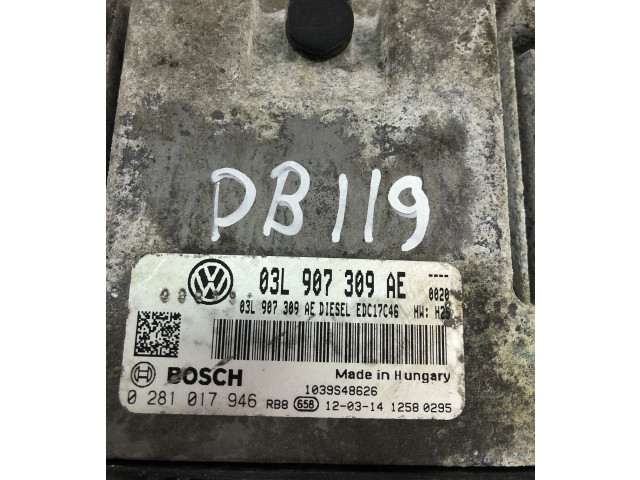 DB119
03L 907 309 AE ----
0020
03L 907 309 AE DIESEL EDC17C46 HW: H26
BOSCH Made in Hungary
1039S48626
0 281 017 946 RB8 658 12-03-14 1258 0295